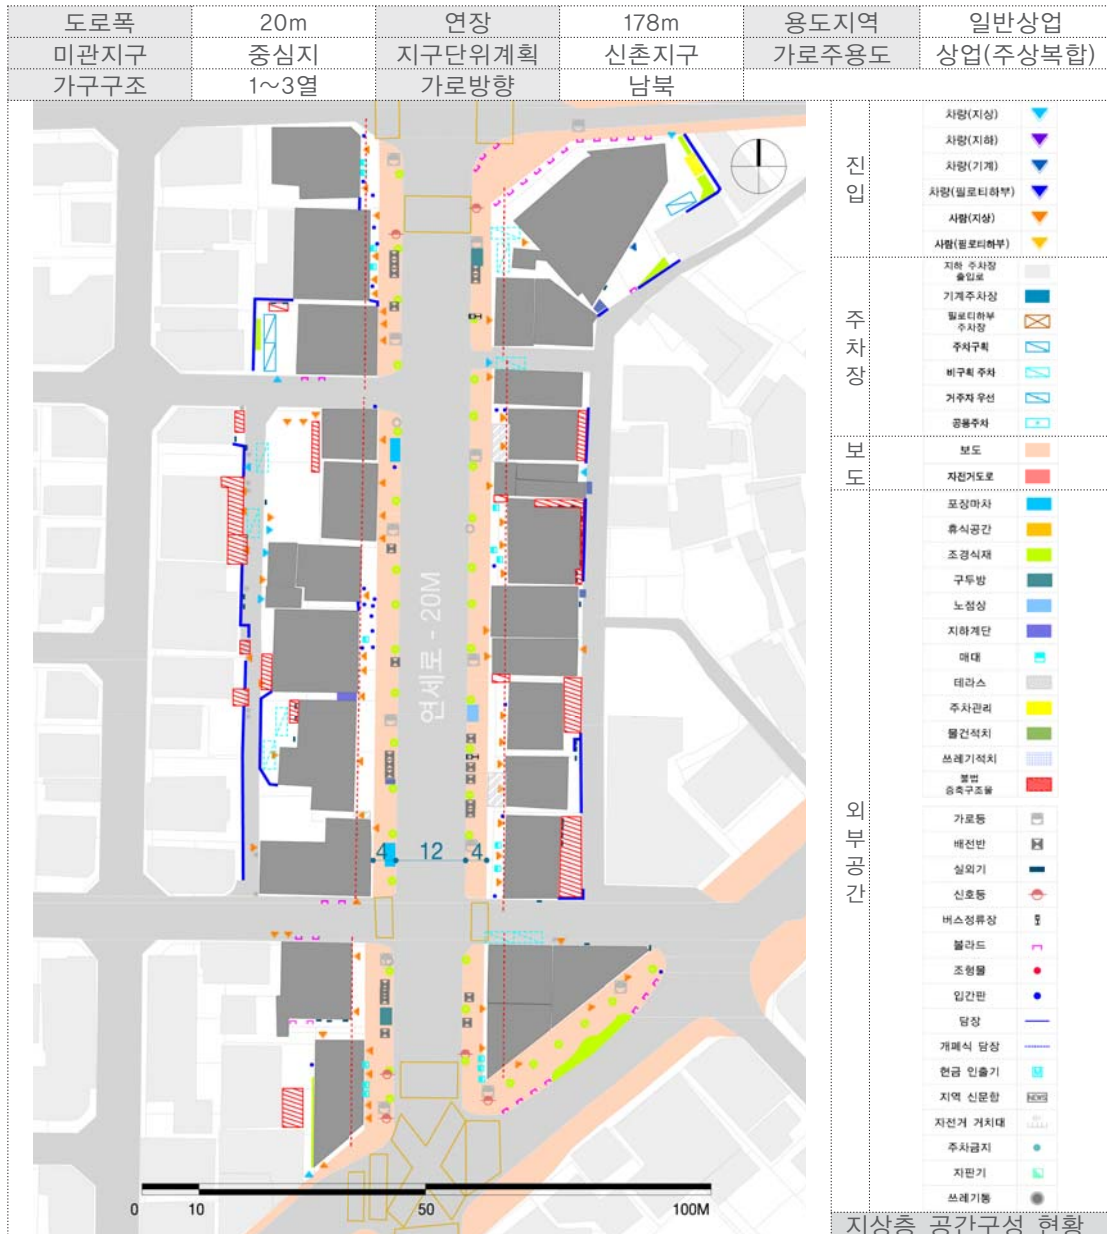 도로폭 20m 연장 178m 용도지역 일반상업
미관지구 중심지 지구단위계획 신촌지구 가로주용도 상업(주상복합)
가구구조 1~3열 가로방향 남북
진입
차량(지상)
차량(지하)
차량(기계)
차량(필로티하부)
사람(지상)
사람(필로티하부)
주차장
지하 주차장
출입로
기계주차장
필로티하부
주차장
주차구획
비구획 주차
거주자 우선
공용주차
보도
보도
자전거도로
외부공간
포장마차
휴식공간
조경식재
구두방
노점상
지하계단
매대
테라스
주차관리
물건적치
쓰레기적치
불법
증축구조물
가로등
배전반
실외기
신호등
버스정류장
볼라드
조형물
입간판
담장
개폐식 담장
현금 인출기
지역 신문함
NEWS
자전거 거치대
주차금지
자판기
쓰레기통
연세로 - 20M
4 12 4
0 10 50 100M
지상층 공간구성 현황